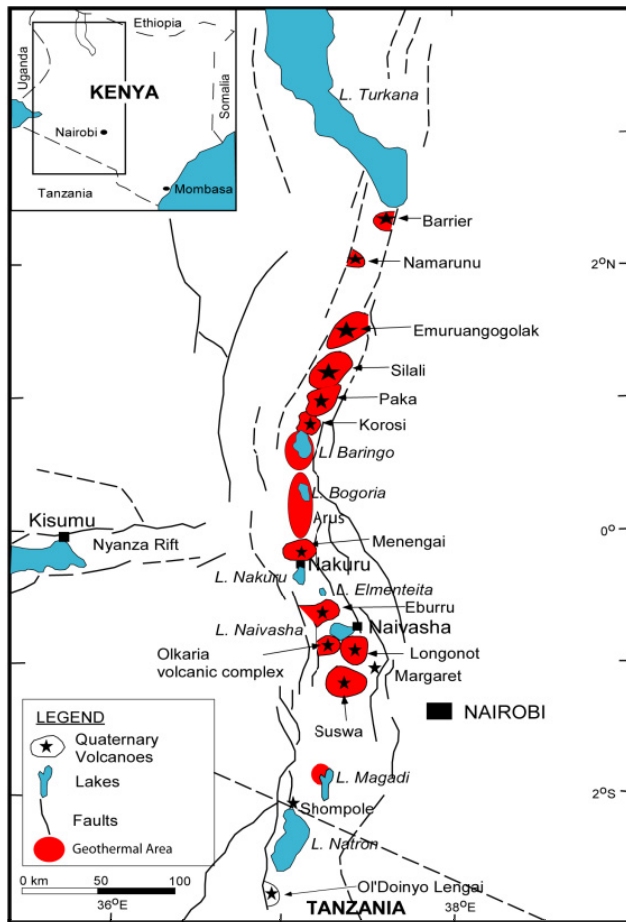 Ethiopia
Uganda
KENYA
Somalia
Nairobi
Tanzania
Mombasa
L. Turkana
Barrier
Namarunu
2°N
Emuruangogolak
Silali
Paka
Korosi
L. Baringo
L. Bogoria
Arus
0°
Kisumu
Nyanza Rift
Menengai
Nakuru
L. Nakuru
L. Elmenteita
Eburru
L. Naivasha
Naivasha
Olkaria
volcanic complex
Longonot
Margaret
Suswa
NAIROBI
LEGEND
Quaternary
Volcanoes
Lakes
Faults
Geothermal Area
L. Magadi
2°S
Shompole
L. Natron
0 km 50 100
Ol'Doinyo Lengai
36°E
TANZANIA
38°E